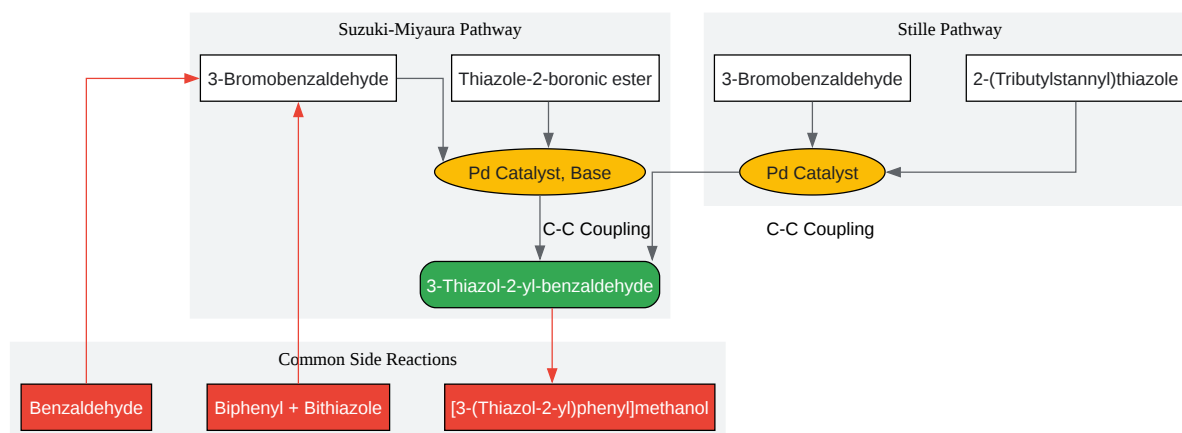 Suzuki-Miyaura Pathway
Stille Pathway
3-Bromobenzaldehyde
Thiazole-2-boronic ester
3-Bromobenzaldehyde
2-(Tributylstannyl)thiazole
Pd Catalyst, Base
Pd Catalyst
C-C Coupling
C-C Coupling
3-Thiazol-2-yl-benzaldehyde
Common Side Reactions
Benzaldehyde
Biphenyl + Bithiazole
[3-(Thiazol-2-yl)phenyl]methanol